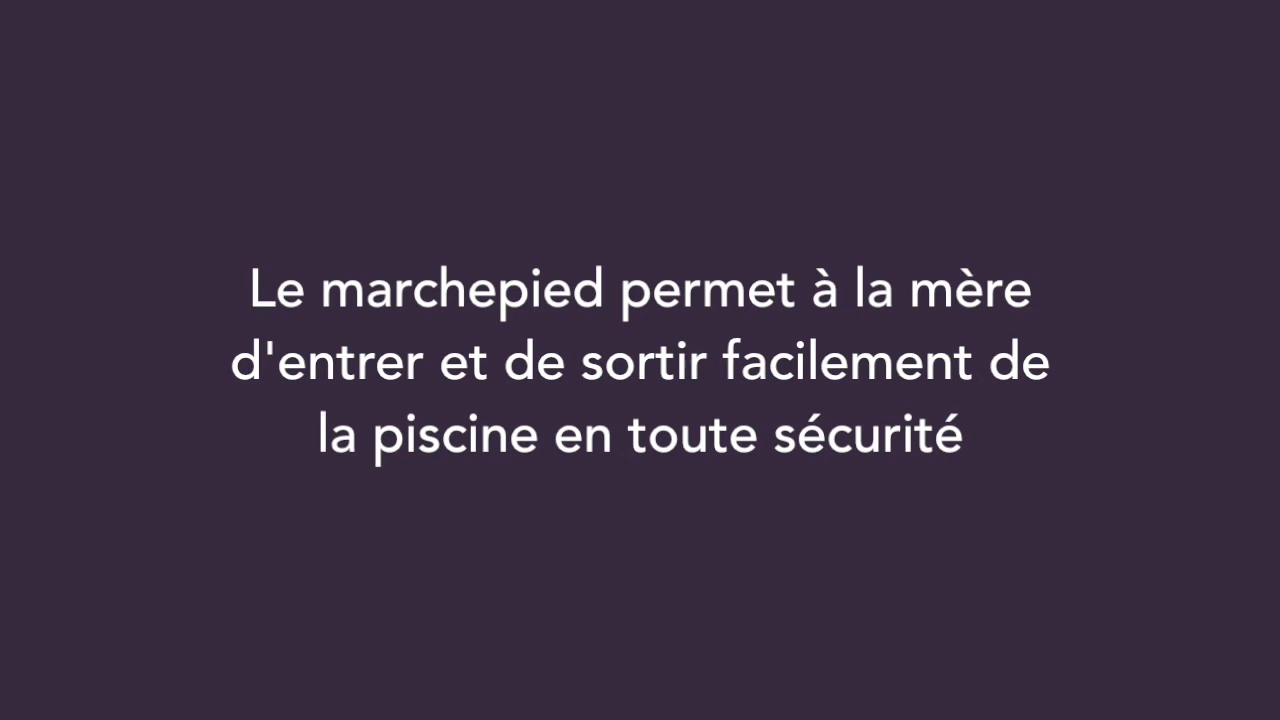 Le marchepied permet à la mère
d'entrer et de sortir facilement de
la piscine en toute sécurité